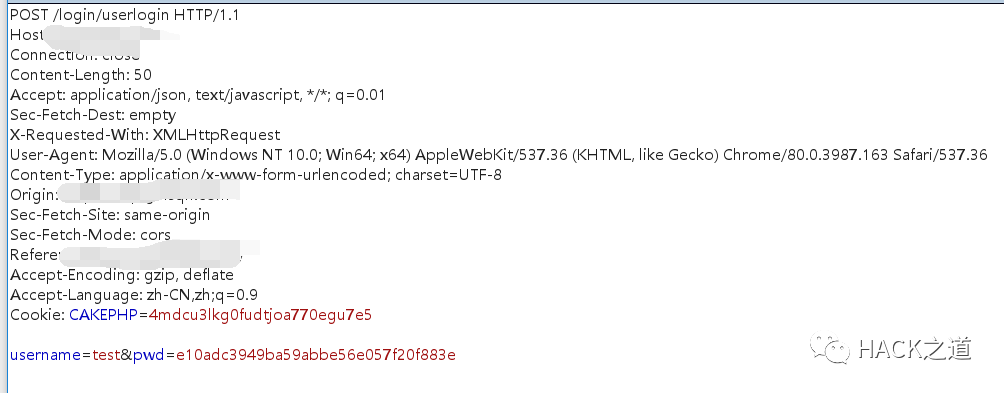 POST /login/userlogin HTTP/1.1
Host
Connection: close
Content-Length: 50
Accept: application/json, text/javascript, */*; q=0.01
Sec-Fetch-Dest: empty
X-Requested-With: XMLHttpRequest
User-Agent: Mozilla/5.0 (Windows NT 10.0; Win64; x64) AppleWebKit/537.36 (KHTML, like Gecko) Chrome/80.0.3987.163 Safari/537.36
Content-Type: application/x-www-form-urlencoded; charset=UTF-8
Origin:
Sec-Fetch-Site: same-origin
Sec-Fetch-Mode: cors
Referer
Accept-Encoding: gzip, deflate
Accept-Language: zh-CN,zh;q=0.9
Cookie: CAKEPHP=4mdcu3lkg0fudtjoa770egu7e5
username=test&pwd=e10adc3949ba59abbe56e057f20f883e
HACK之道